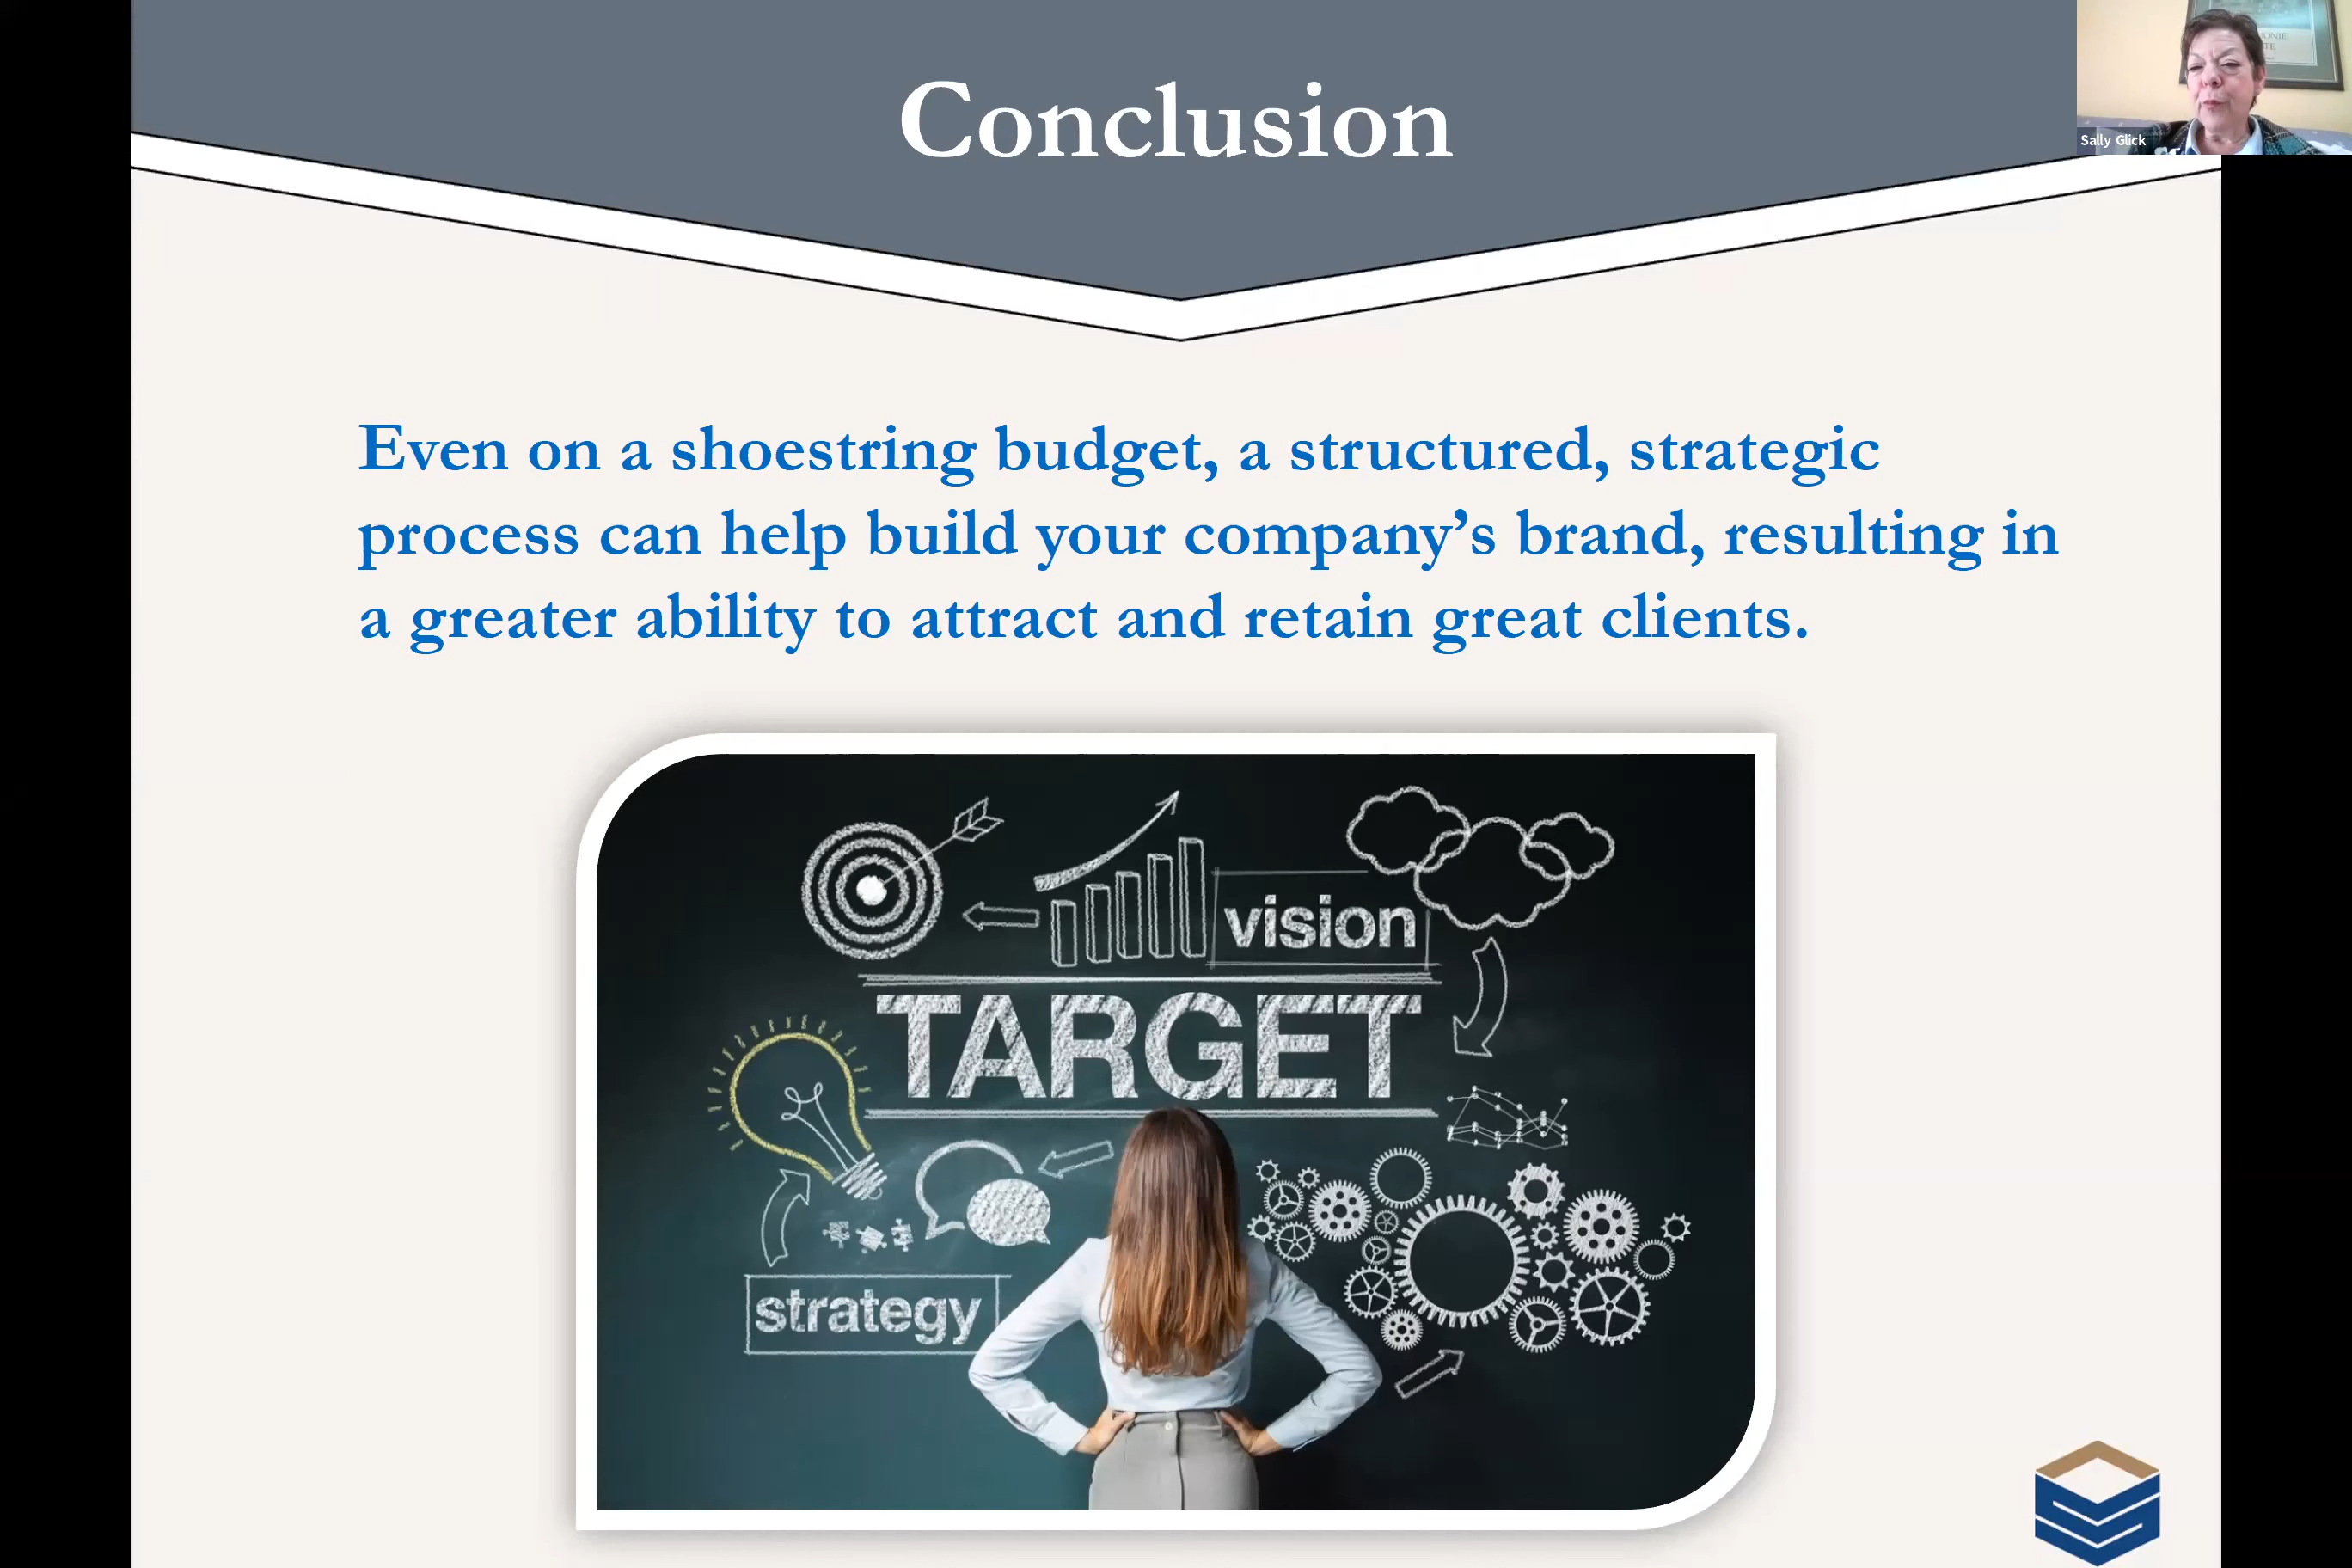 Conclusion
Sally Glick
Even on a shoestring budget, a structured, strategic
process can help build your company’s brand, resulting in
a greater ability to attract and retain great clients.
vision
TARGET
strategy